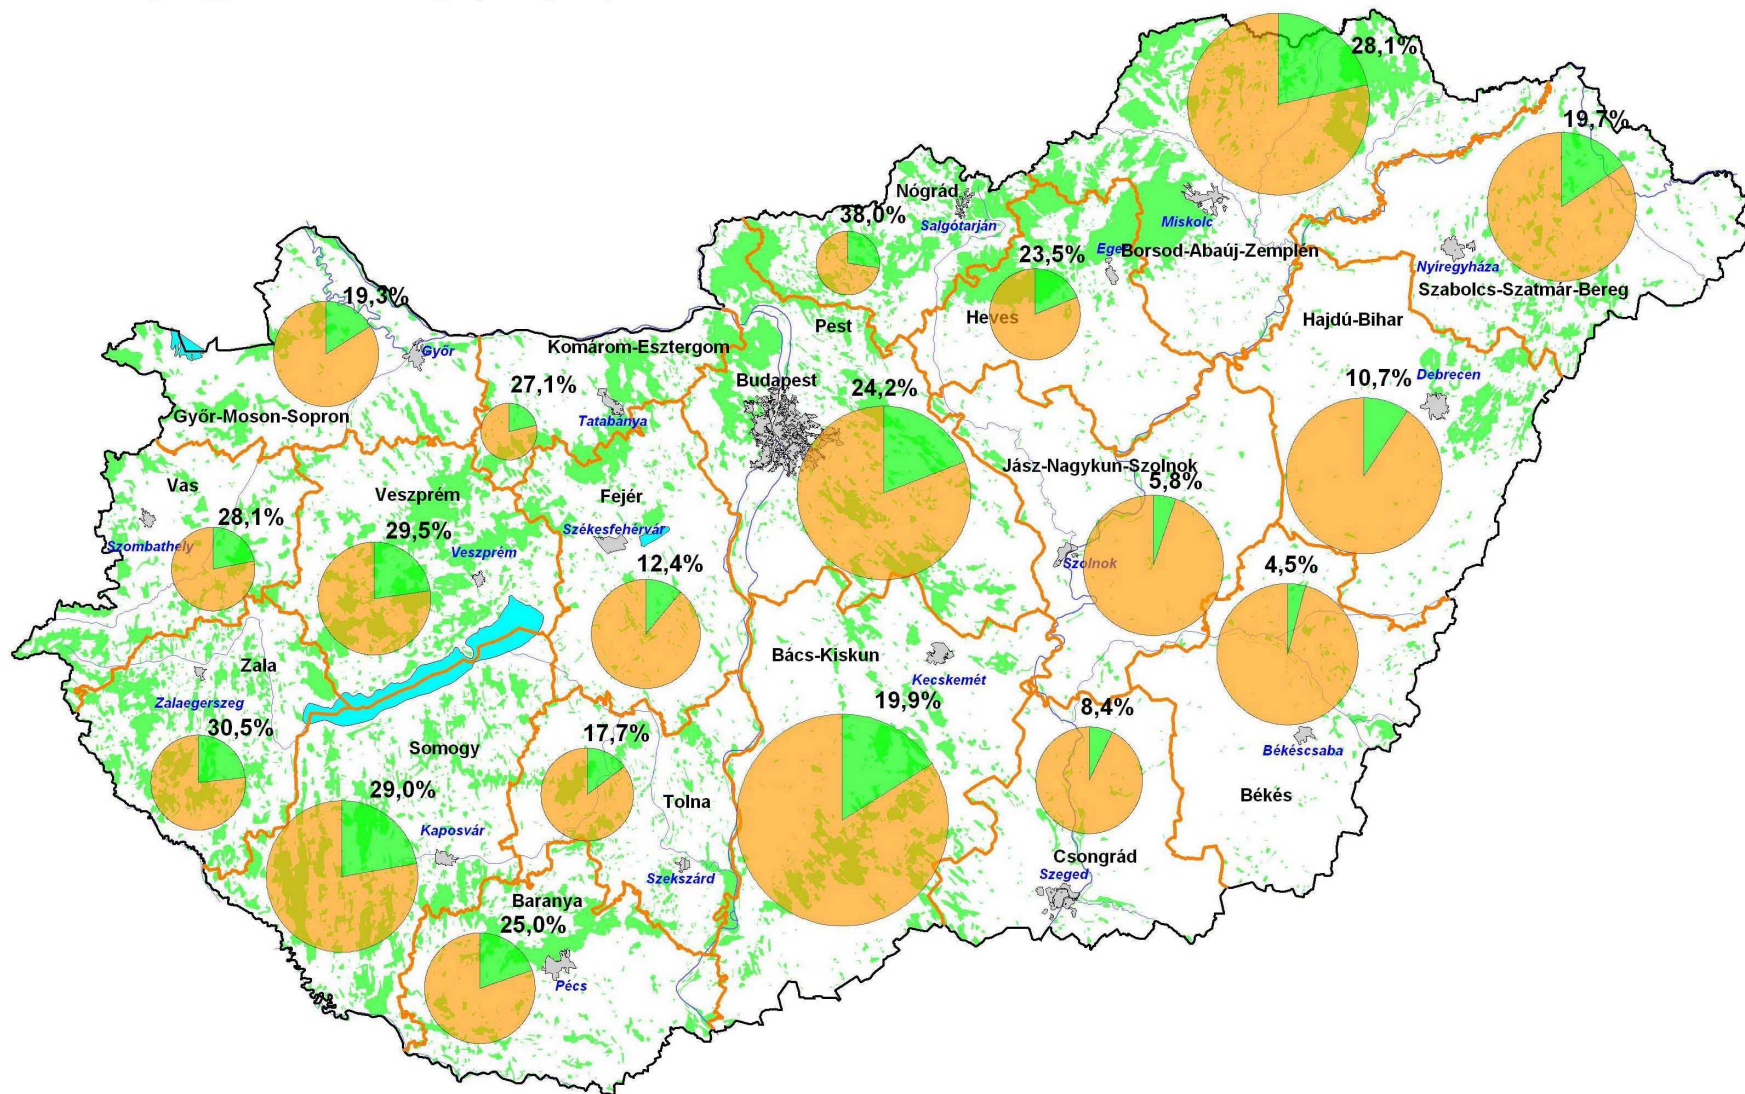 28,1%
19,7%
Nógrád
38,0%
Salgótarján
Miskolc
23,5%
Borsod-Abaúj-Zemplén
Nyíregyháza
Szabolcs-Szatmár-Bereg
19,3%
Győr
Pest
Heves
Hajdú-Bihar
Komárom-Esztergom
27,1%
Budapest
24,2%
10,7%
Debrecen
Győr-Moson-Sopron
Tatabánya
Vas
Veszprém
Fejér
Jász-Nagykun-Szolnok
5,8%
28,1%
29,5%
Székesfehérvár
Szombathely
Veszprém
12,4%
Szolnok
4,5%
Zala
Bács-Kiskun
Kecskemét
Zalaegerszeg
30,5%
19,9%
8,4%
17,7%
Somogy
Békéscsaba
29,0%
Tolna
Békés
Kaposvár
Szekszárd
Csongrád
Szeged
Baranya
25,0%
Pécs